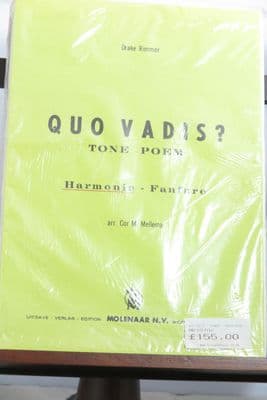 Drake Rimmer
QUO VADIS?
TONE POEM
Harmonie - Fanfare
arr. Cor M. Mellema
UITGAVE - VERLAG - EDITION MOLENAAR N.V.
£155.00